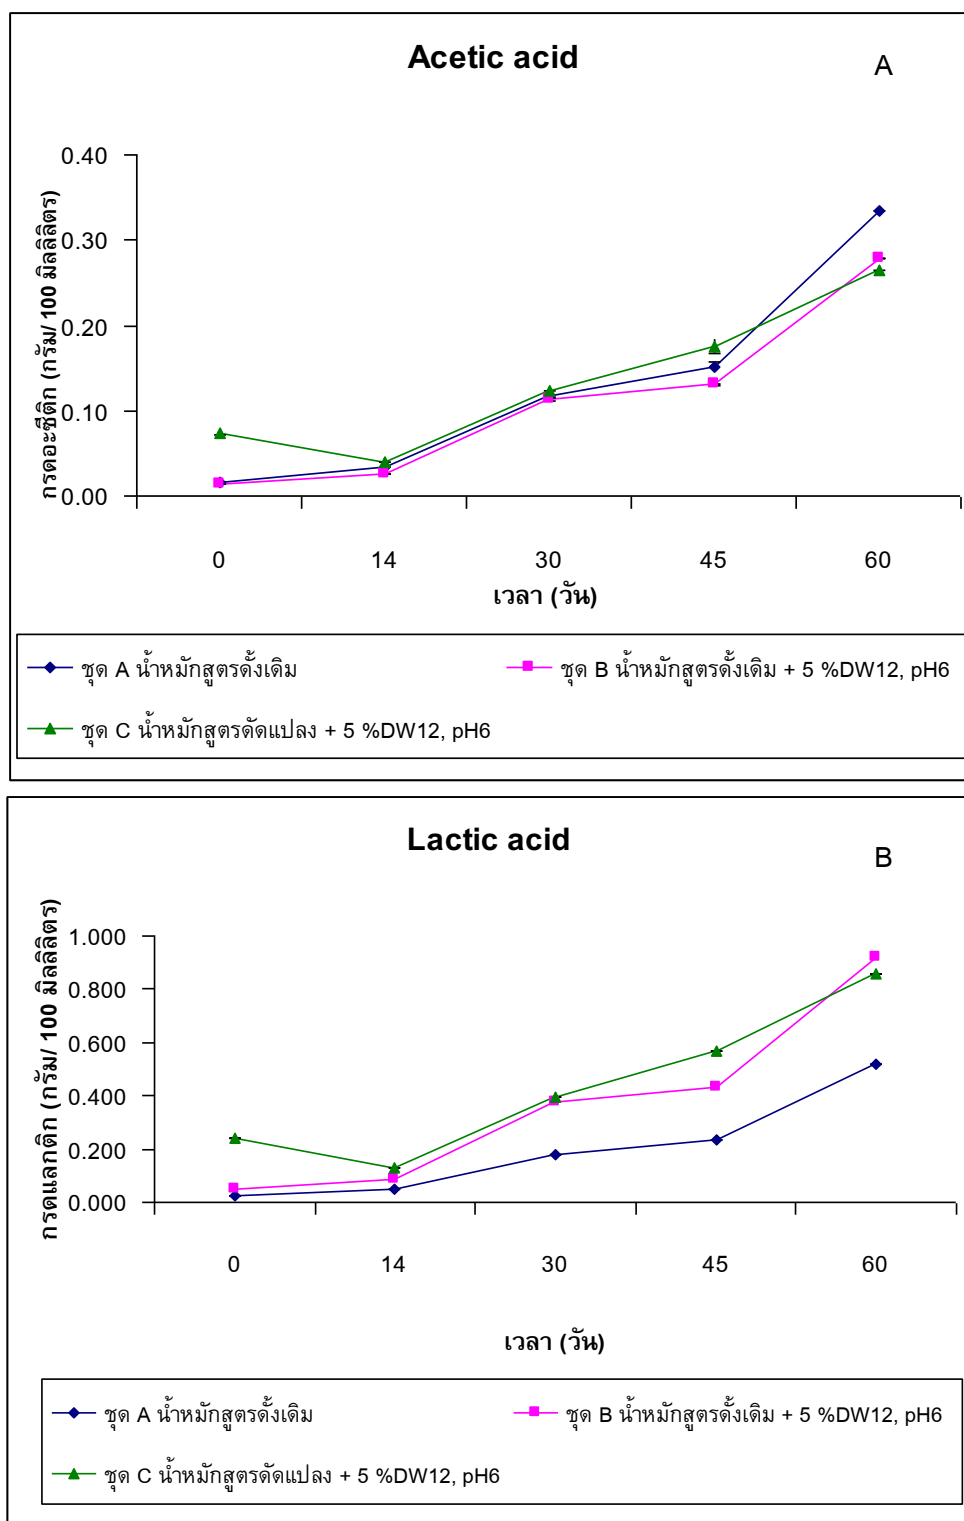 Acetic acid
A
กรดอะซีติก (กรัม/ 100 มิลลิลิตร)
0.40
0.30
0.20
0.10
0.00
0 14 30 45 60
เวลา (วัน)
ชุด A น้ำหมักสูตรดั้งเดิม ชุด B น้ำหมักสูตรดั้งเดิม + 5 %DW12, pH6
ชุด C น้ำหมักสูตรดัดแปลง + 5 %DW12, pH6
Lactic acid
B
กรดแลกติก (กรัม/ 100 มิลลิลิตร)
1.000
0.800
0.600
0.400
0.200
0.000
0 14 30 45 60
เวลา (วัน)
ชุด A น้ำหมักสูตรดั้งเดิม ชุด B น้ำหมักสูตรดั้งเดิม + 5 %DW12, pH6
ชุด C น้ำหมักสูตรดัดแปลง + 5 %DW12, pH6